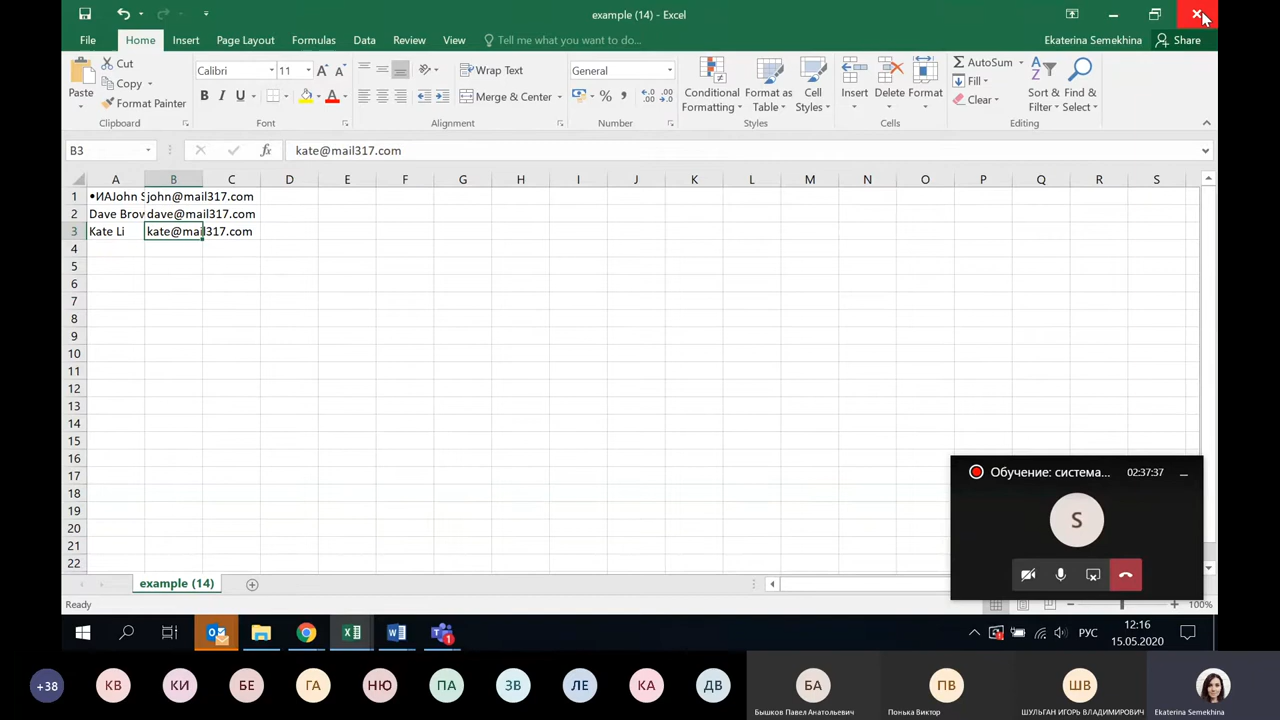 example (14) - Excel
File Home Insert Page Layout Formulas Data Review View Tell me what you want to do... Ekaterina Semekhina Share
Paste
Cut
Copy
Format Painter
Clipboard
Calibri 11
B I U A
Font
Wrap Text
Merge & Center
Alignment
General
%
Number
Conditional Formatting
Format as Table
Cell Styles
Styles
Insert
Delete
Format
Cells
AutoSum
Fill
Clear
Sort & Filter
Find & Select
Editing
B3 fx kate@mail317.com
A B C D E F G H I J K L M N O P Q R S
1 •ИАJohn S john@mail317.com
2 Dave Brov dave@mail317.com
3 Kate Li kate@mail317.com
4
5
6
7
8
9
10
11
12
13
14
15
16
17
18
19
20
21
22
Обучение: система... 02:37:37
S
example (14)
Ready
100%
1
РУС
12:16
15.05.2020
+38 КВ КИ БЕ ГА НЮ ПА ЗВ ЛЕ КА ДВ БА ПВ ШВ
Бышков Павел Анатольевич Понька Виктор ШУЛЬГАН ИГОРЬ ВЛАДИМИРОВИЧ Ekaterina Semekhina